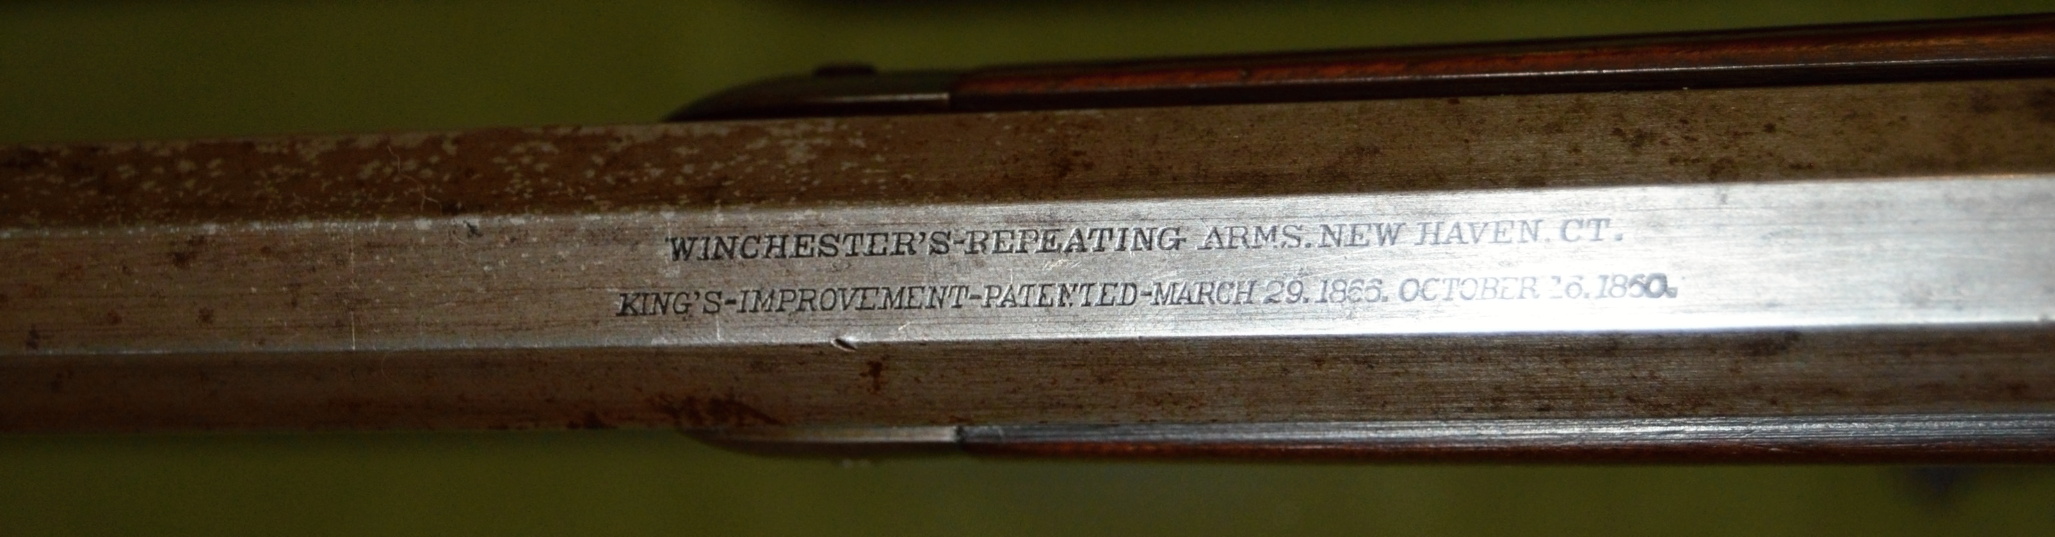 WINCHESTER'S-REPEATING ARMS. NEW HAVEN. CT.
KING'S-IMPROVEMENT-PATENTED-MARCH 29. 1866. OCTOBER 16. 1860.